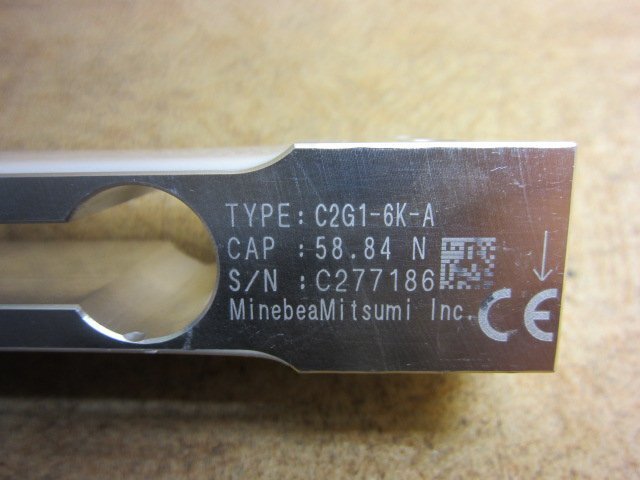 TYPE: C2G1-6K-A
CAP : 58.84 N
S/N : C277186
MinebeaMitsumi Inc.
CE